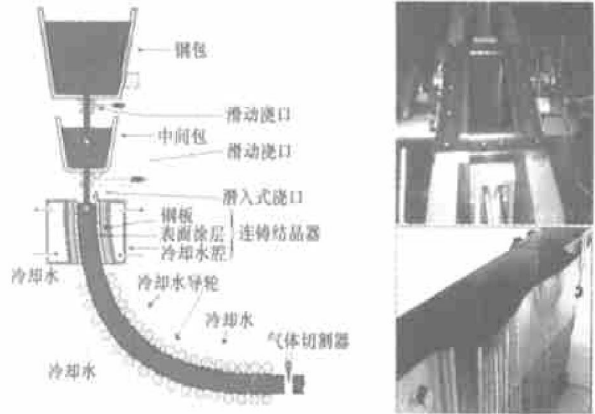 钢包
滑动浇口
中间包
滑动浇口
潜入式浇口
钢板
表面涂层
连铸结晶器
冷却水腔
冷却水
冷却水导轮
冷却水
气体切割器
冷却水